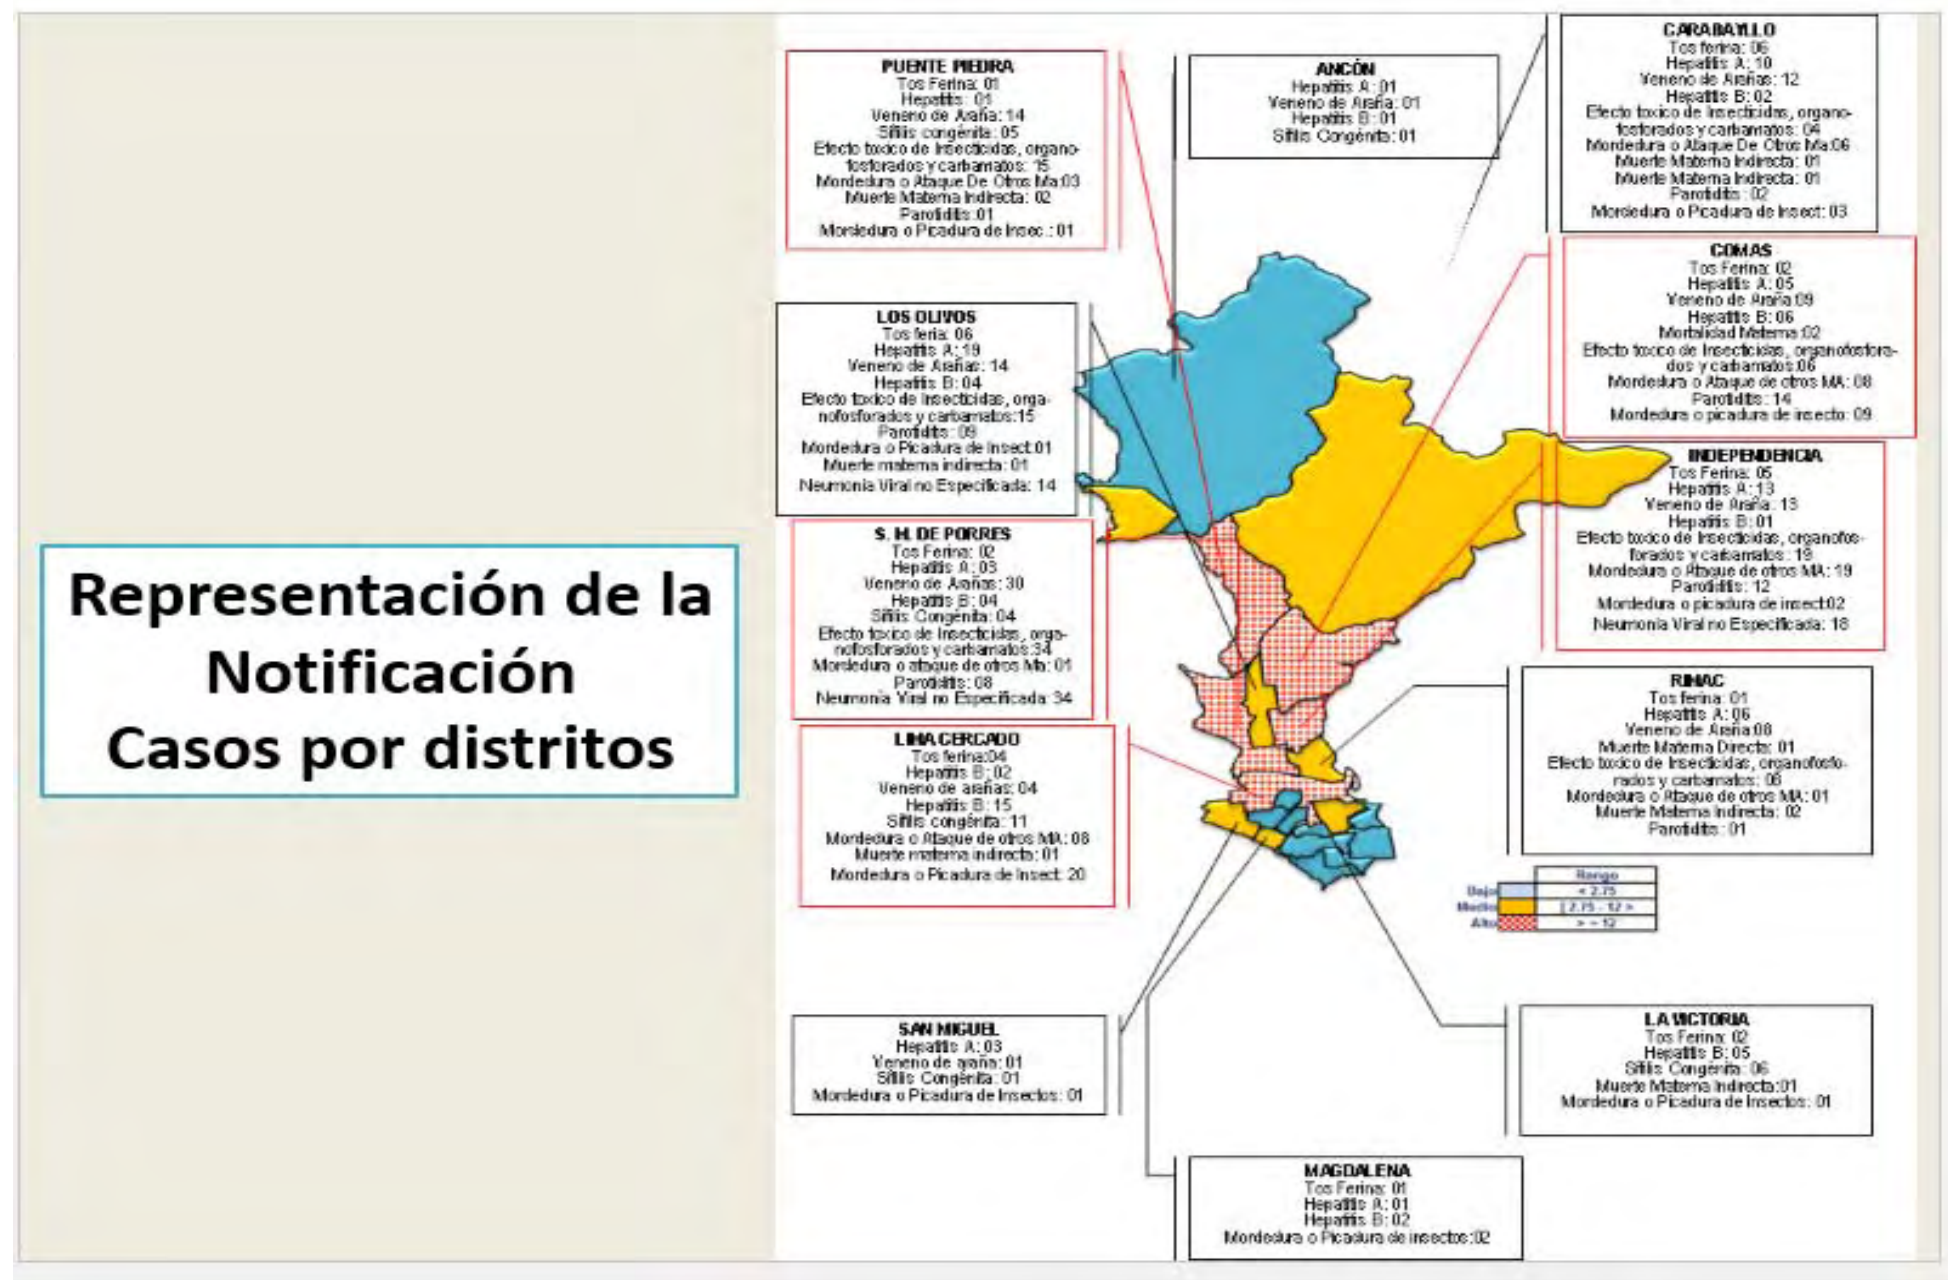 Representación de la
Notificación
Casos por distritos
PUENTE PIEDRA
Tos Ferina: 01
Hepatitis: 01
Veneno de Araña: 14
Sífilis congénita: 05
Efecto toxico de Insecticidas, organo-
fosforados y carbamatos: 15
Mordedura o Ataque De Otros Ma:03
Muerte Materna Indirecta: 02
Parotiditis:01
Mordedura o Picadura de Insec.: 01
ANCÓN
Hepatitis A: 01
Veneno de Araña: 01
Hepatitis B: 01
Sífilis Congénita: 01
CARABAYLLO
Tos ferina: 06
Hepatitis A: 10
Veneno de Arañas: 12
Hepatitis B: 02
Efecto toxico de Insecticidas, organo-
fosforados y carbamatos: 04
Mordedura o Ataque De Otros Ma:06
Muerte Materna Indirecta: 01
Muerte Materna Indirecta: 01
Parotiditis: 02
Mordedura o Picadura de Insect: 03
LOS OLIVOS
Tos feria: 06
Hepatitis A: 19
Veneno de Arañas: 14
Hepatitis B: 04
Efecto toxico de Insecticidas, orga-
nofosforados y carbamatos:15
Parotiditis: 09
Mordedura o Picadura de Insect:01
Muerte materna indirecta: 01
Neumonía Viral no Especificada: 14
COMAS
Tos Ferina: 02
Hepatitis A: 05
Veneno de Araña:09
Hepatitis B: 06
Mortalidad Materna:02
Efecto toxico de Insecticidas, organofosfora-
dos y carbamatos:06
Mordedura o Ataque de otros MA: 08
Parotiditis: 14
Mordedura o picadura de insecto: 09
INDEPENDENCIA
Tos Ferina: 05
Hepatitis A: 13
Veneno de Araña: 13
Hepatitis B: 01
Efecto toxico de Insecticidas, organofos-
forados y carbamatos: 19
Mordedura o Ataque de otros MA: 19
Parotiditis: 12
Mordedura o picadura de insect:02
Neumonía Viral no Especificada: 18
S. M. DE PORRES
Tos Ferina: 02
Hepatitis A: 03
Veneno de Arañas: 30
Hepatitis B: 04
Sífilis Congénita: 04
Efecto toxico de Insecticidas, orga-
nofosforados y carbamatos:34
Mordedura o ataque de otros Ma: 01
Parotiditis: 08
Neumonía Viral no Especificada: 34
RIMAC
Tos ferina: 01
Hepatitis A: 06
Veneno de Araña:08
Muerte Materna Directa: 01
Efecto toxico de Insecticidas, organofosfo-
rados y carbamatos: 06
Mordedura o Ataque de otros MA: 01
Muerte Materna Indirecta: 02
Parotiditis: 01
LIMA CERCADO
Tos ferina:04
Hepatitis B: 02
Veneno de arañas: 04
Hepatitis B: 15
Sífilis congénita: 11
Mordedura o Ataque de otros MA: 08
Muerte materna indirecta: 01
Mordedura o Picadura de Insect: 20
Rango
Bajo < 2.75
Medio [ 2.75 - 12 >
Alto > = 12
SAN MIGUEL
Hepatitis A: 03
Veneno de araña: 01
Sífilis Congénita: 01
Mordedura o Picadura de Insectos: 01
LA VICTORIA
Tos Ferina: 02
Hepatitis B: 05
Sífilis Congénita: 06
Muerte Materna Indirecta:01
Mordedura o Picadura de Insectos: 01
MAGDALENA
Tos Ferina: 01
Hepatitis A: 01
Hepatitis B: 02
Mordedura o Picadura de insectos:02